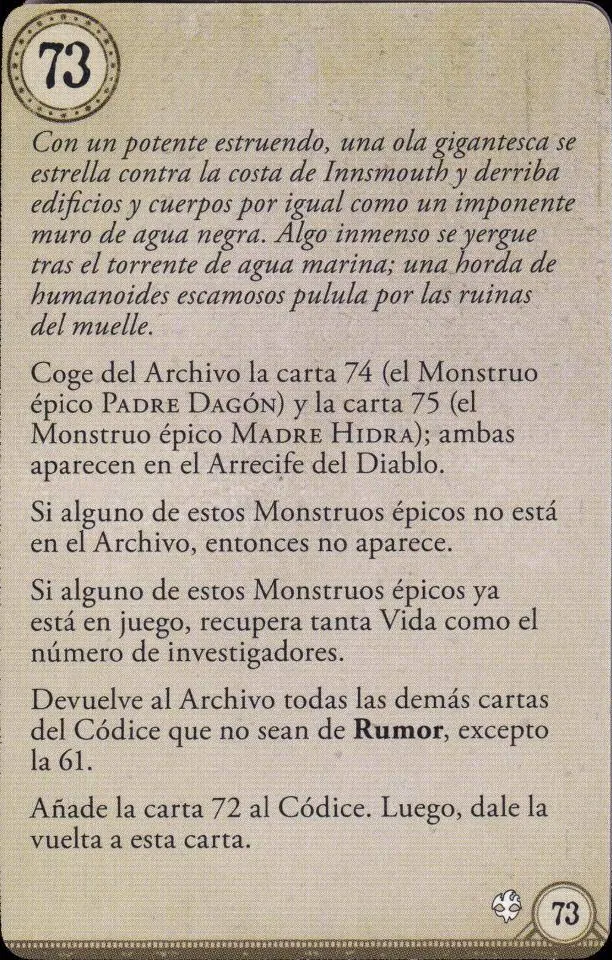 73
Con un potente estruendo, una ola gigantesca se
estrella contra la costa de Innsmouth y derriba
edificios y cuerpos por igual como un imponente
muro de agua negra. Algo inmenso se yergue
tras el torrente de agua marina; una horda de
humanoides escamosos pulula por las ruinas
del muelle.
Coge del Archivo la carta 74 (el Monstruo
épico PADRE DAGÓN) y la carta 75 (el
Monstruo épico MADRE HIDRA); ambas
aparecen en el Arrecife del Diablo.
Si alguno de estos Monstruos épicos no está
en el Archivo, entonces no aparece.
Si alguno de estos Monstruos épicos ya
está en juego, recupera tanta Vida como el
número de investigadores.
Devuelve al Archivo todas las demás cartas
del Códice que no sean de Rumor, excepto
la 61.
Añade la carta 72 al Códice. Luego, dale la
vuelta a esta carta.
73